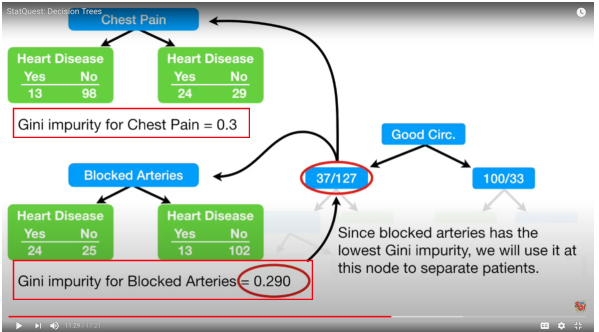 StatQuest: Decision Trees
Chest Pain
Heart Disease Heart Disease
Yes No Yes No
13 98 24 29
Gini impurity for Chest Pain = 0.3
Good Circ.
Blocked Arteries
37/127
100/33
Heart Disease Heart Disease
Yes No Yes No
24 25 13 102
Gini impurity for Blocked Arteries = 0.290
Since blocked arteries has the
lowest Gini impurity, we will use it at
this node to separate patients.
11:29 / 17:21